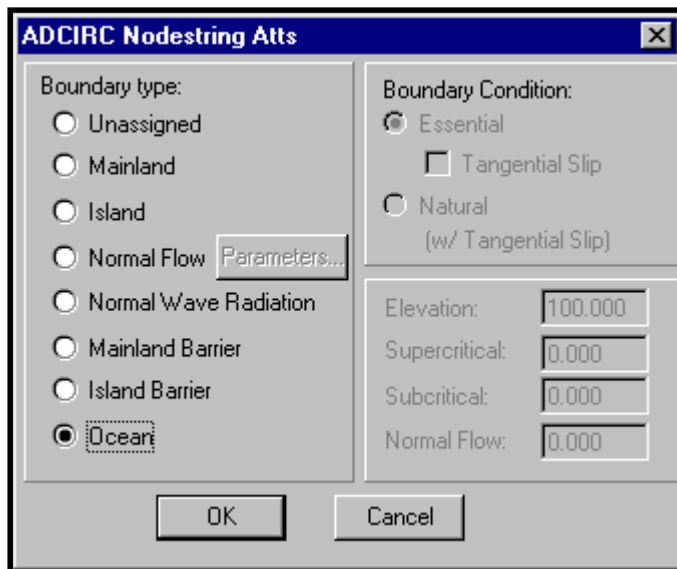 ADCIRC Nodestring Atts
Boundary type:
Unassigned
Mainland
Island
Normal Flow Parameters...
Normal Wave Radiation
Mainland Barrier
Island Barrier
Ocean
Boundary Condition:
Essential
Tangential Slip
Natural
(w/ Tangential Slip)
Elevation: 100.000
Supercritical: 0.000
Subcritical: 0.000
Normal Flow: 0.000
OK Cancel